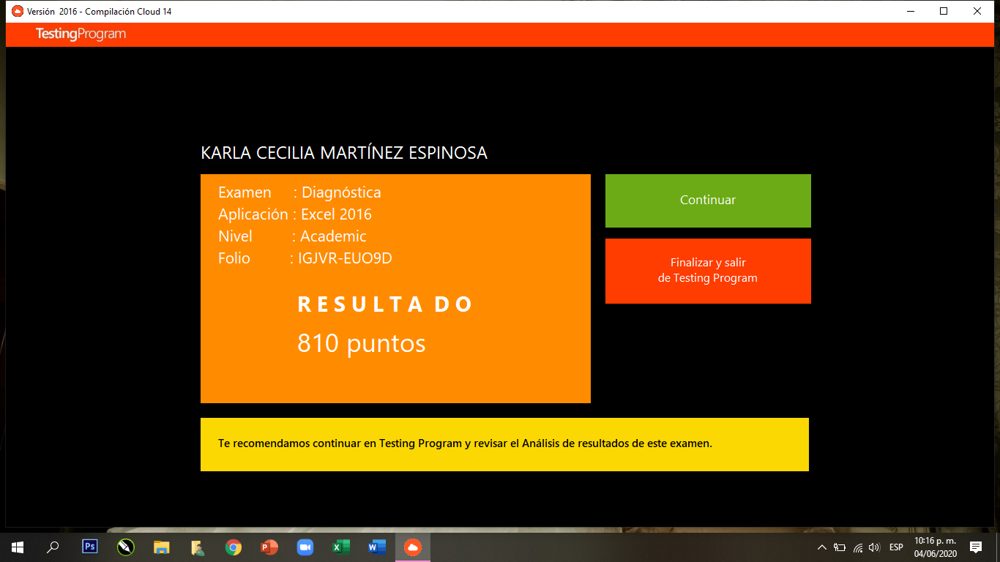 Versión 2016 - Compilación Cloud 14
TestingProgram
KARLA CECILIA MARTÍNEZ ESPINOSA
Examen : Diagnóstica
Aplicación : Excel 2016
Nivel : Academic
Folio : IGJVR-EUO9D
R E S U L T A D O
810 puntos
Continuar
Finalizar y salir
de Testing Program
Te recomendamos continuar en Testing Program y revisar el Análisis de resultados de este examen.
Ps
P
X
W
ESP
10:16 p. m.
04/06/2020